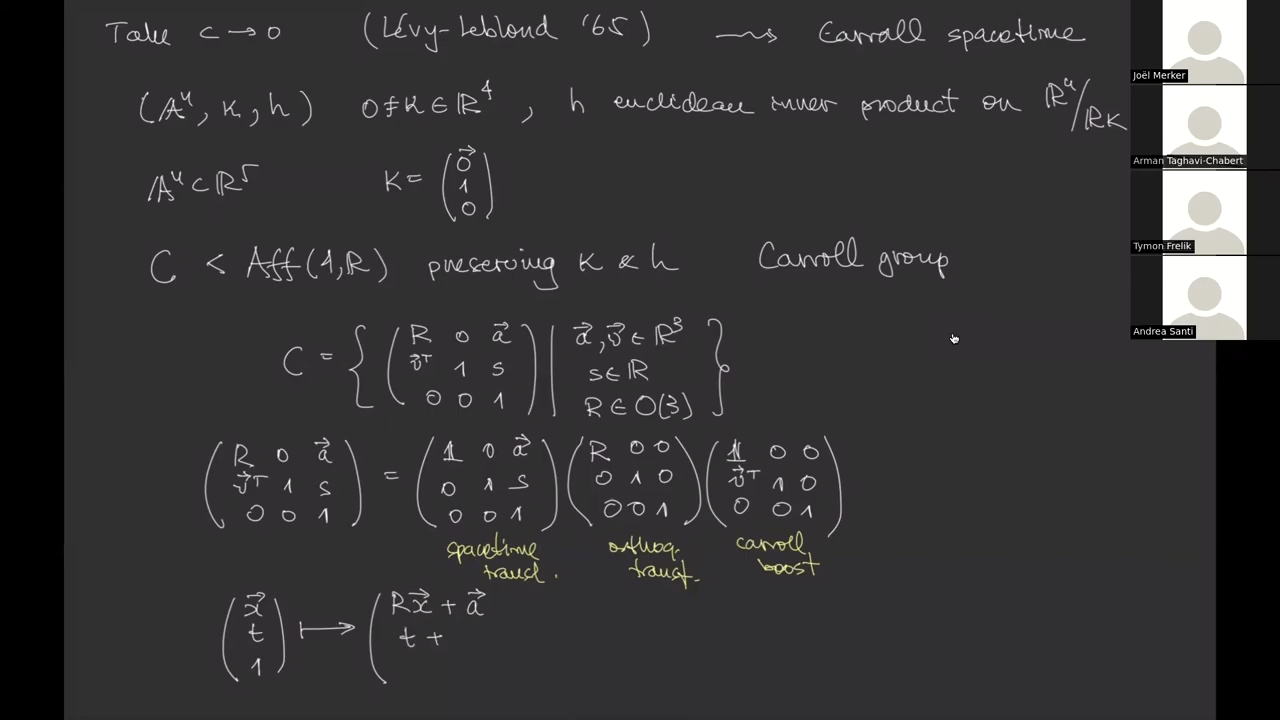 Take c → 0 (Lévy-Leblond '65) ⇝ Carroll spacetime
(A⁴, κ, h) 0 ≠ κ ∈ ℝ⁴, h euclidean inner product on ℝ⁴/ℝκ
A⁴ ⊂ ℝ⁵ κ = (0⃗ 1 0)
C < Aff(4,ℝ) preserving κ & h Carroll group
C = { ( R 0 a⃗
v⃗ᵀ 1 s
0 0 1 ) | a⃗, v⃗ ∈ ℝ³
s ∈ ℝ
R ∈ O(3) }
( R 0 a⃗
v⃗ᵀ 1 s
0 0 1 ) = ( 𝟙 0 a⃗
0 1 s
0 0 1 ) ( R 0 0
0 1 0
0 0 1 ) ( 𝟙 0 0
v⃗ᵀ 1 0
0 0 1 )
spacetime transl.
orthog. transf.
carroll boost
( x⃗
t
1 ) ↦ ( Rx⃗ + a⃗
t +
Joël Merker
Arman Taghavi-Chabert
Tymon Frelik
Andrea Santi